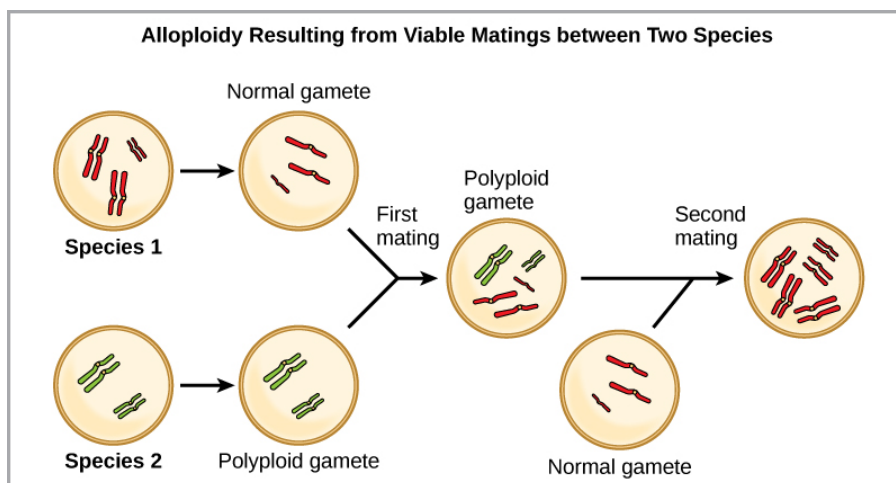 Alloploidy Resulting from Viable Matings between Two Species
Normal gamete
Species 1
First
mating
Polyploid
gamete
Second
mating
Species 2
Polyploid gamete
Normal gamete